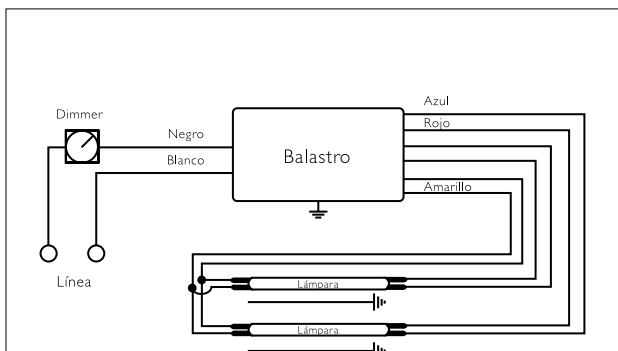 Azul
Dimmer
Rojo
Negro
Balastro
Blanco
Amarillo
Línea
Lámpara
Lámpara